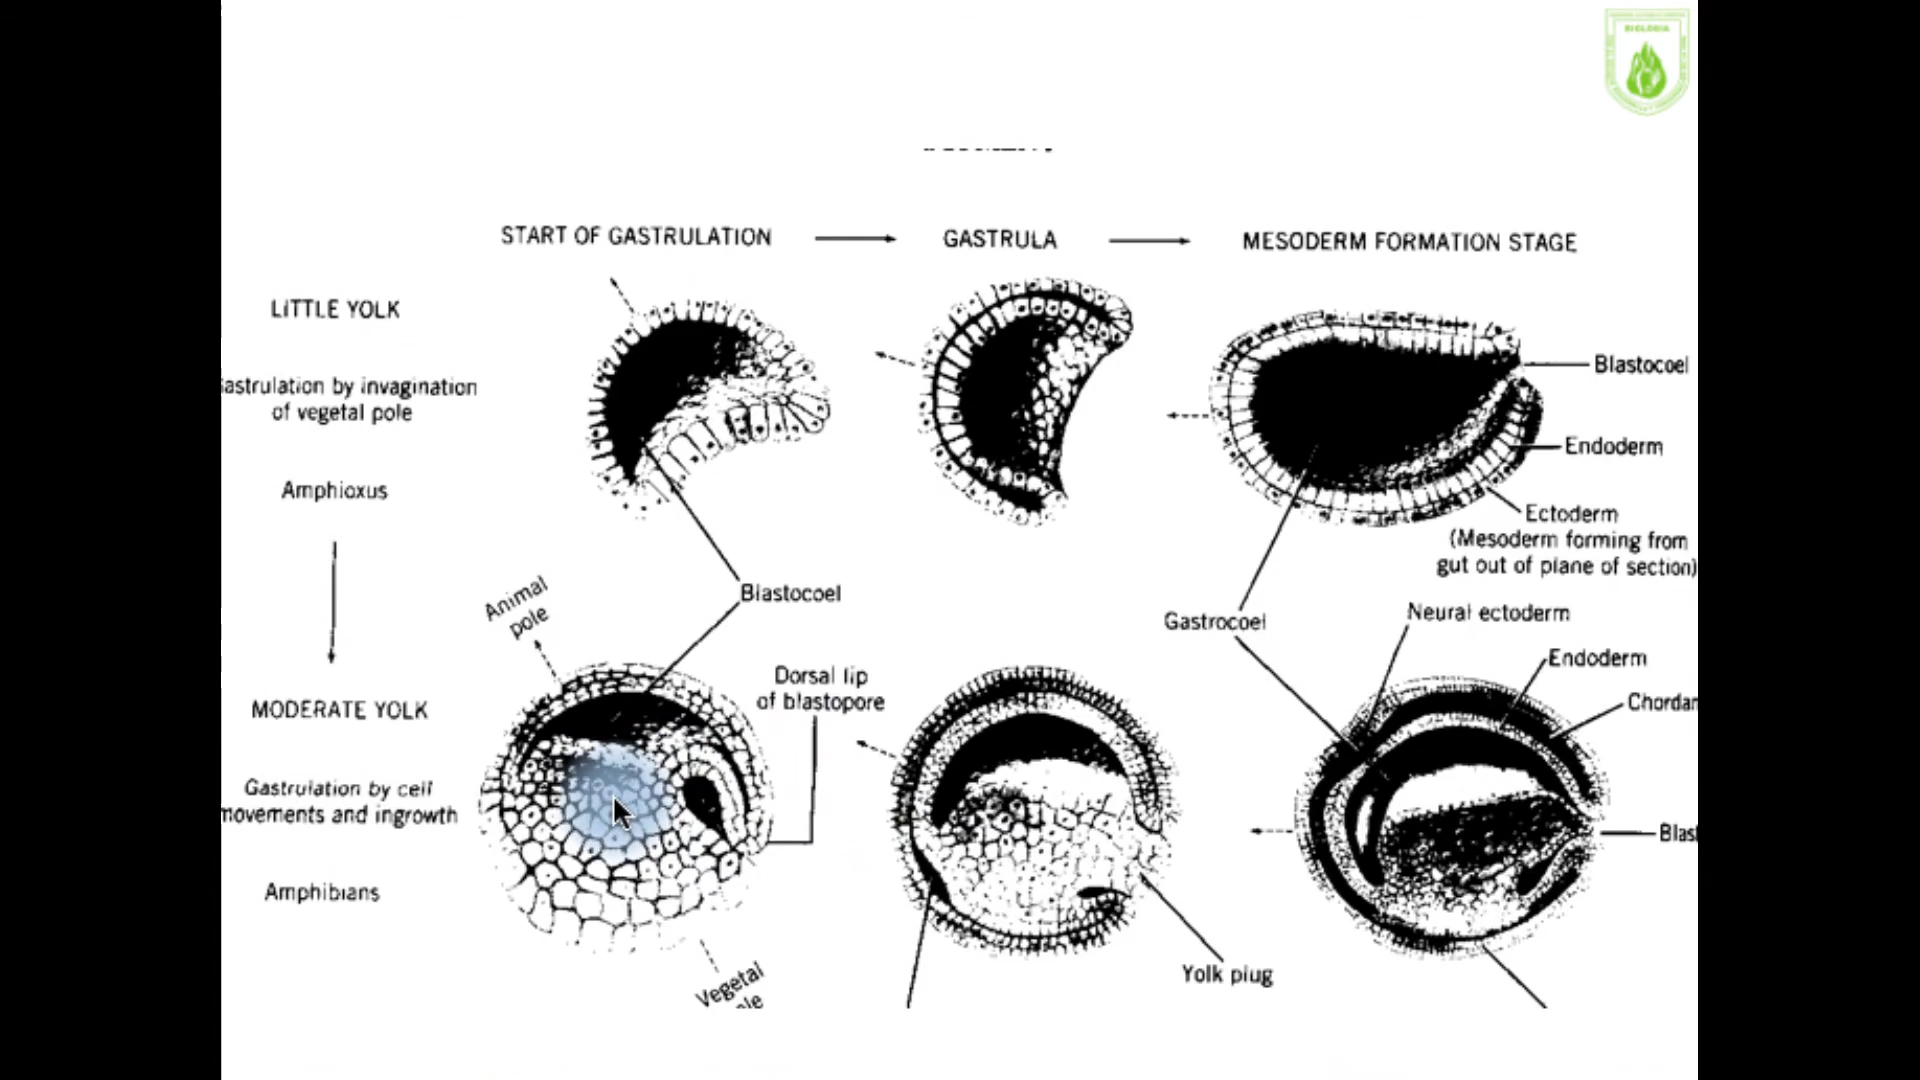 BIOLOGIA
START OF GASTRULATION
GASTRULA
MESODERM FORMATION STAGE
LITTLE YOLK
astrulation by invagination
of vegetal pole
Amphioxus
Blastocoel
Endoderm
Ectoderm
(Mesoderm forming from
gut out of plane of section)
Animal
pole
Blastocoel
Gastrocoel
Neural ectoderm
Endoderm
Chordam
MODERATE YOLK
Dorsal lip
of blastopore
Gastrulation by cell
movements and ingrowth
Blast
Amphibians
Yolk plug
Vegetal
ole